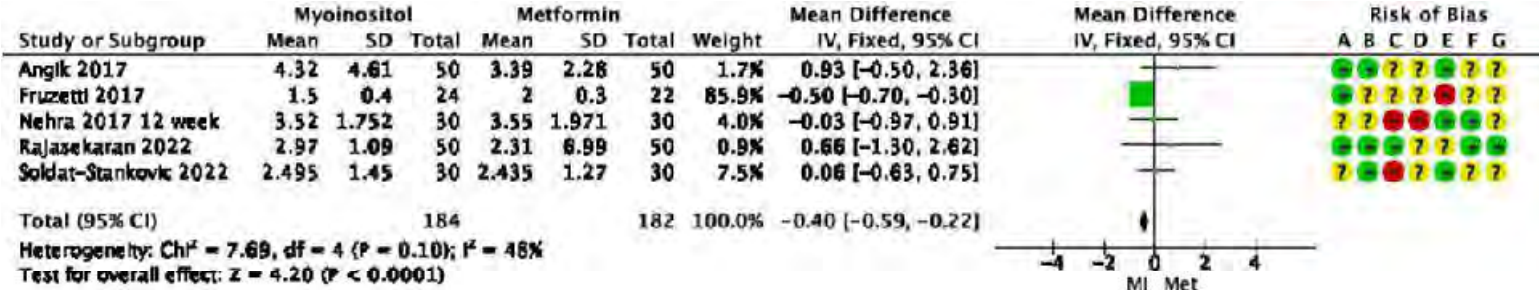 Myoinositol Metformin Mean Difference Mean Difference Risk of Bias
Study or Subgroup Mean SD Total Mean SD Total Weight IV, Fixed, 95% CI IV, Fixed, 95% CI A B C D E F G
Angik 2017 4.32 4.61 50 3.39 2.28 50 1.7% 0.93 [-0.50, 2.36] + + ? ? + ? ?
Fruzetti 2017 1.5 0.4 24 2 0.3 22 85.9% -0.50 [-0.70, -0.30] + ? ? ? − ? ?
Nehra 2017 12 week 3.52 1.752 30 3.55 1.971 30 4.0% -0.03 [-0.97, 0.91] ? ? − − + + ?
Rajasekaran 2022 2.97 1.09 50 2.31 6.99 50 0.9% 0.66 [-1.30, 2.62] + + + ? ? + +
Soldat-Stankovic 2022 2.495 1.45 30 2.435 1.27 30 7.5% 0.06 [-0.63, 0.75] ? + − ? + ? ?
Total (95% CI) 184 182 100.0% -0.40 [-0.59, -0.22]
Heterogeneity: Chi² = 7.69, df = 4 (P = 0.10); I² = 48%
Test for overall effect: Z = 4.20 (P < 0.0001)
-4 -2 0 2 4
MI Met